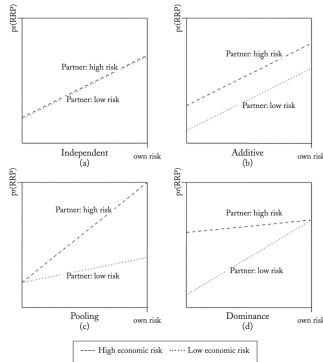 pr(RRP)
Partner: high risk
Partner: low risk
own risk
Independent
(a)
pr(RRP)
Partner: high risk
Partner: low risk
own risk
Additive
(b)
pr(RRP)
Partner: high risk
Partner: low risk
own risk
Pooling
(c)
pr(RRP)
Partner: high risk
Partner: low risk
own risk
Dominance
(d)
High economic risk Low economic risk